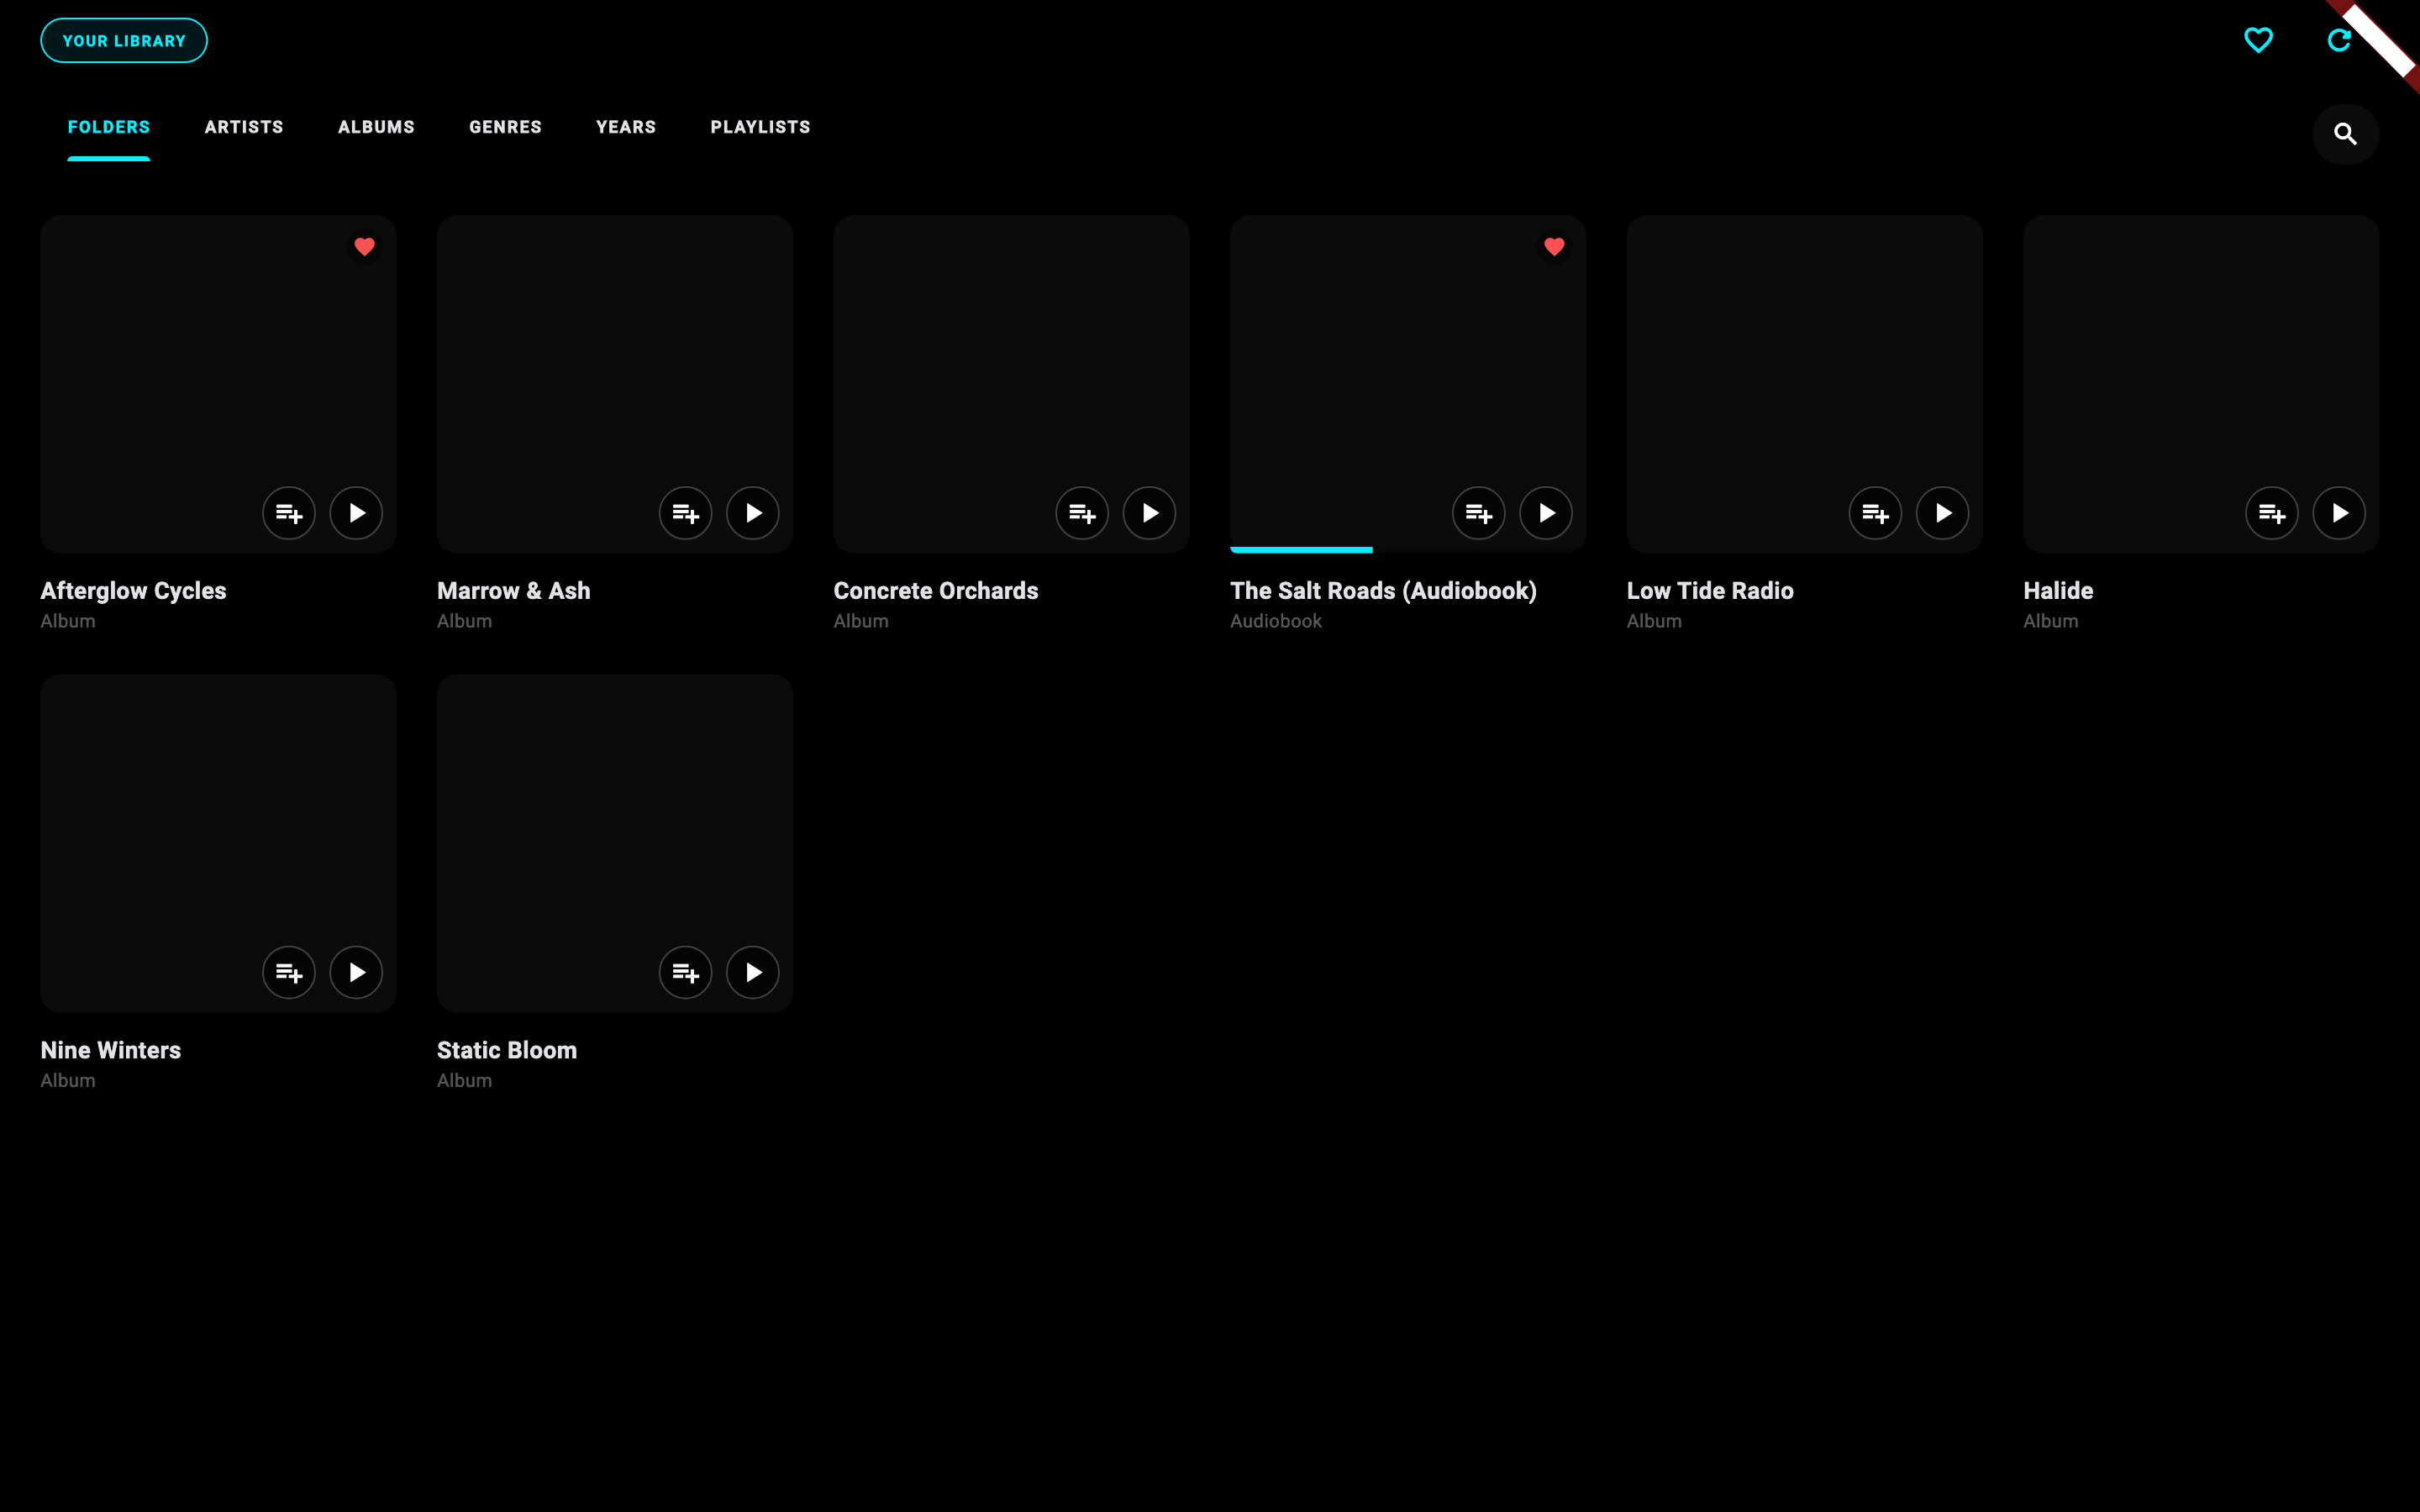 YOUR LIBRARY
FOLDERS ARTISTS ALBUMS GENRES YEARS PLAYLISTS
Afterglow Cycles
Album
Marrow & Ash
Album
Concrete Orchards
Album
The Salt Roads (Audiobook)
Audiobook
Low Tide Radio
Album
Halide
Album
Nine Winters
Album
Static Bloom
Album